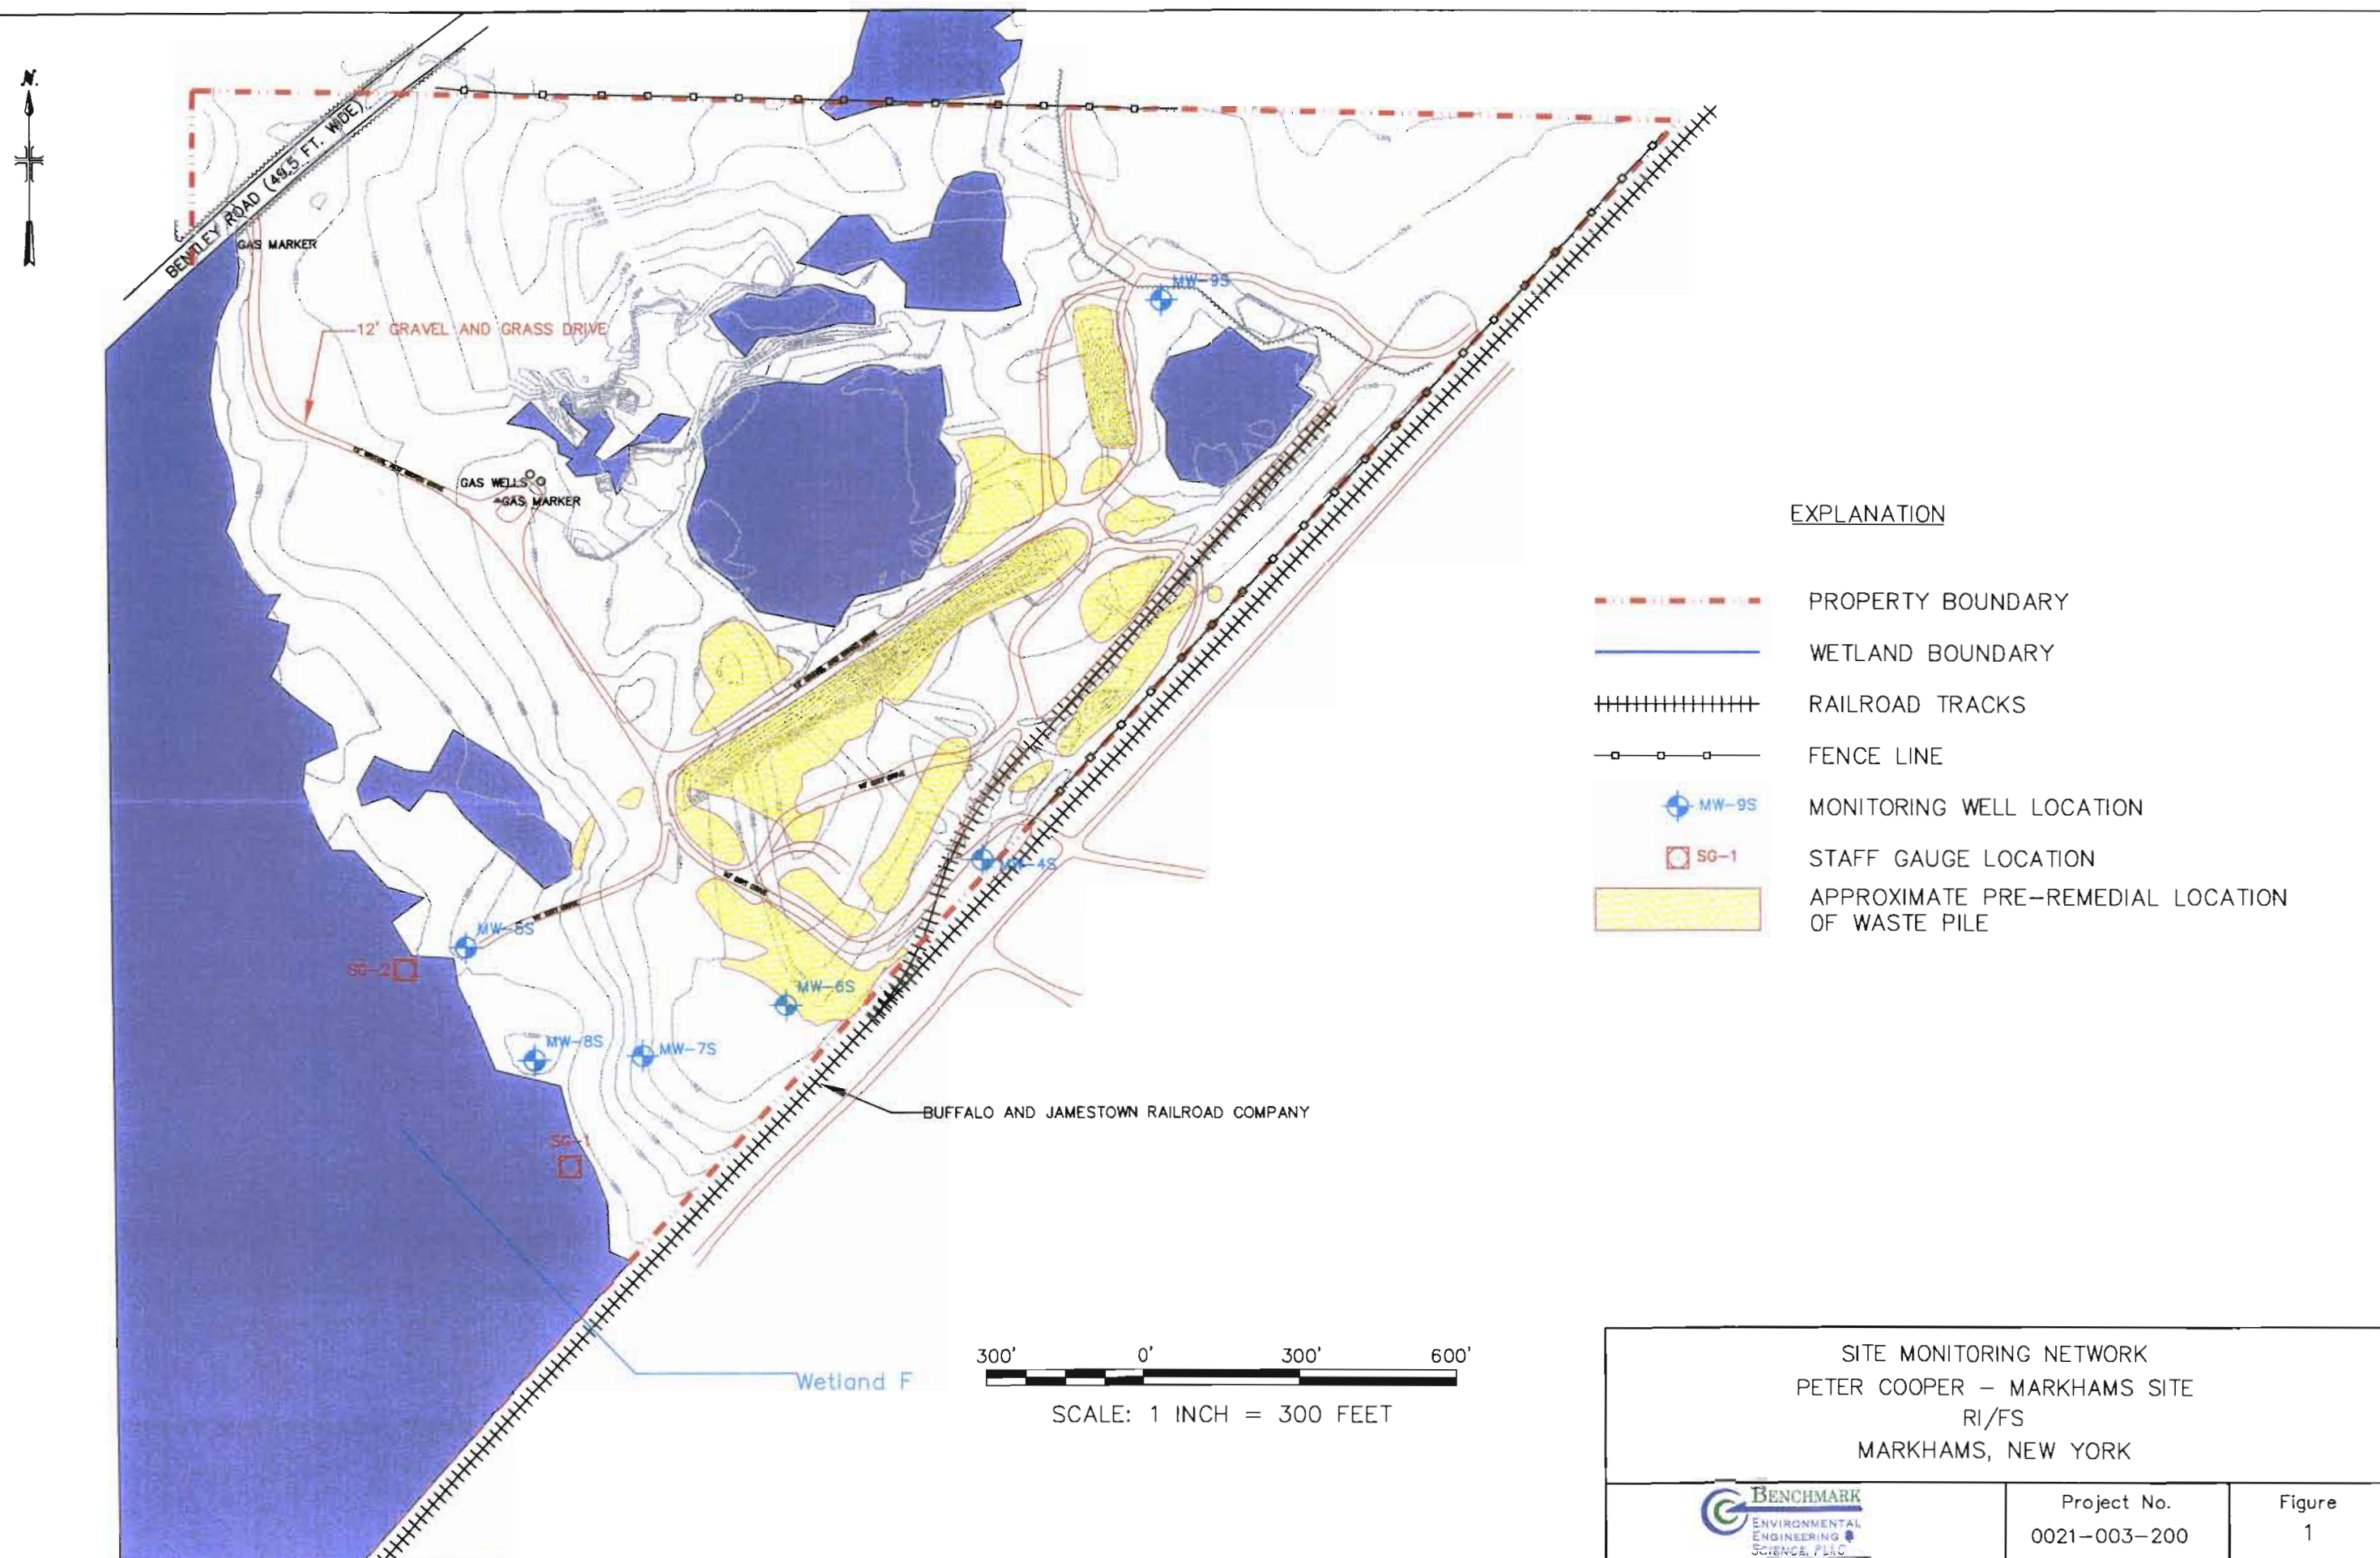 N.
BENTLEY ROAD (49.5 FT. WIDE)
GAS MARKER
12' GRAVEL AND GRASS DRIVE
MW-9S
GAS WELLS
GAS MARKER
EXPLANATION
PROPERTY BOUNDARY
WETLAND BOUNDARY
RAILROAD TRACKS
FENCE LINE
MW-9S
MONITORING WELL LOCATION
SG-1
STAFF GAUGE LOCATION
APPROXIMATE PRE-REMEDIAL LOCATION
OF WASTE PILE
MW-4S
MW-5S
SG-2
MW-6S
MW-8S
MW-7S
BUFFALO AND JAMESTOWN RAILROAD COMPANY
SG-1
Wetland F
300' 0' 300' 600'
SCALE: 1 INCH = 300 FEET
SITE MONITORING NETWORK
PETER COOPER - MARKHAMS SITE
RI/FS
MARKHAMS, NEW YORK
BENCHMARK
ENVIRONMENTAL
ENGINEERING &
SCIENCE, PLLC
Project No.
0021-003-200
Figure
1